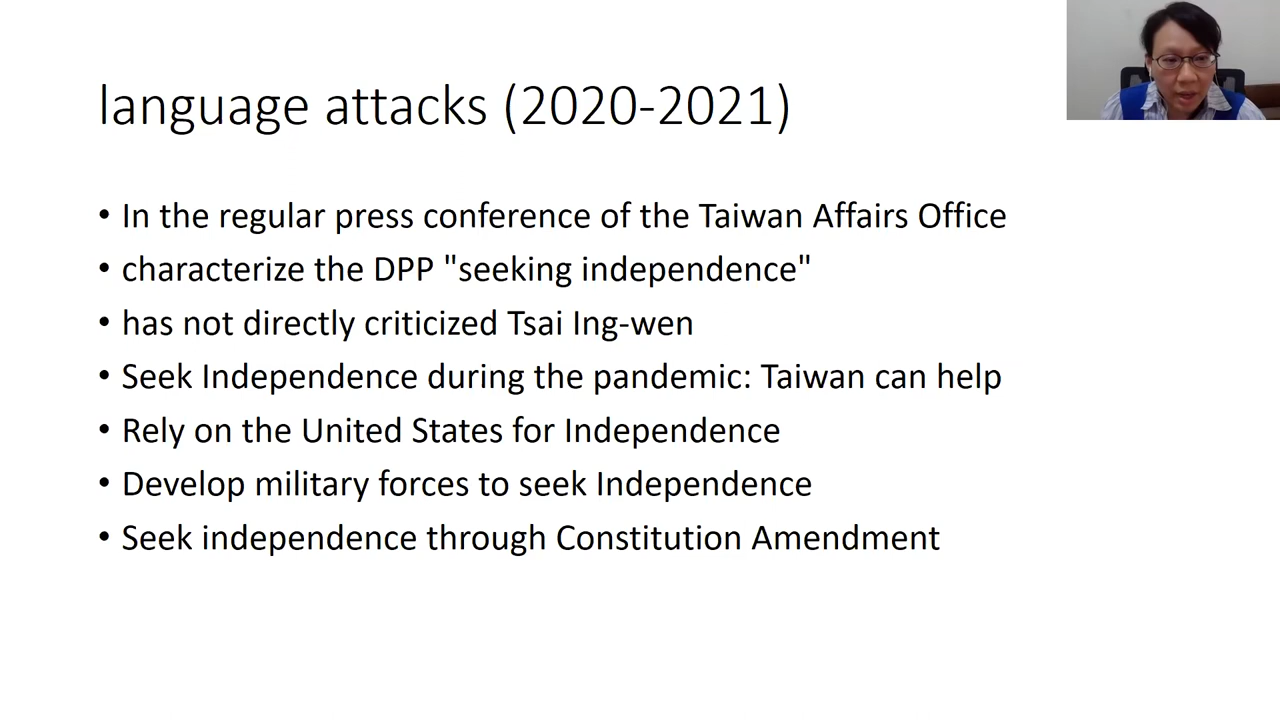 language attacks (2020-2021)
• In the regular press conference of the Taiwan Affairs Office
• characterize the DPP "seeking independence"
• has not directly criticized Tsai Ing-wen
• Seek Independence during the pandemic: Taiwan can help
• Rely on the United States for Independence
• Develop military forces to seek Independence
• Seek independence through Constitution Amendment